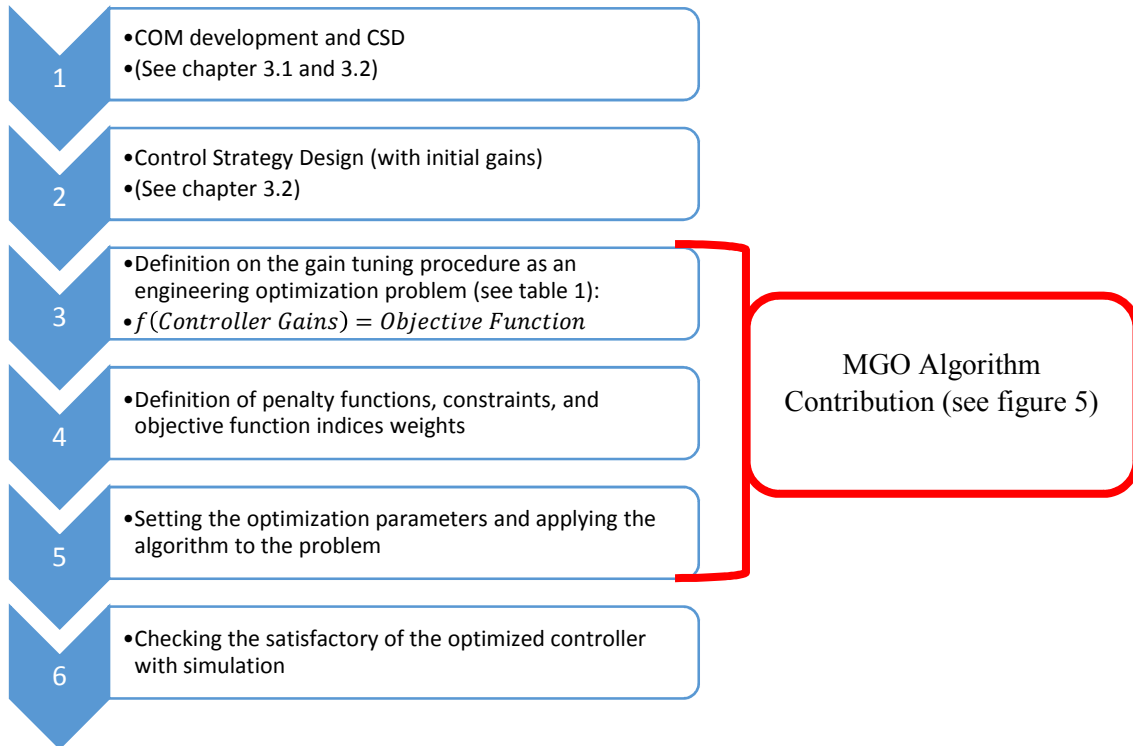 1
•COM development and CSD
•(See chapter 3.1 and 3.2)
2
•Control Strategy Design (with initial gains)
•(See chapter 3.2)
3
•Definition on the gain tuning procedure as an
engineering optimization problem (see table 1):
•f(Controller Gains) = Objective Function
4
•Definition of penalty functions, constraints, and
objective function indices weights
5
•Setting the optimization parameters and applying the
algorithm to the problem
6
•Checking the satisfactory of the optimized controller
with simulation
MGO Algorithm
Contribution (see figure 5)